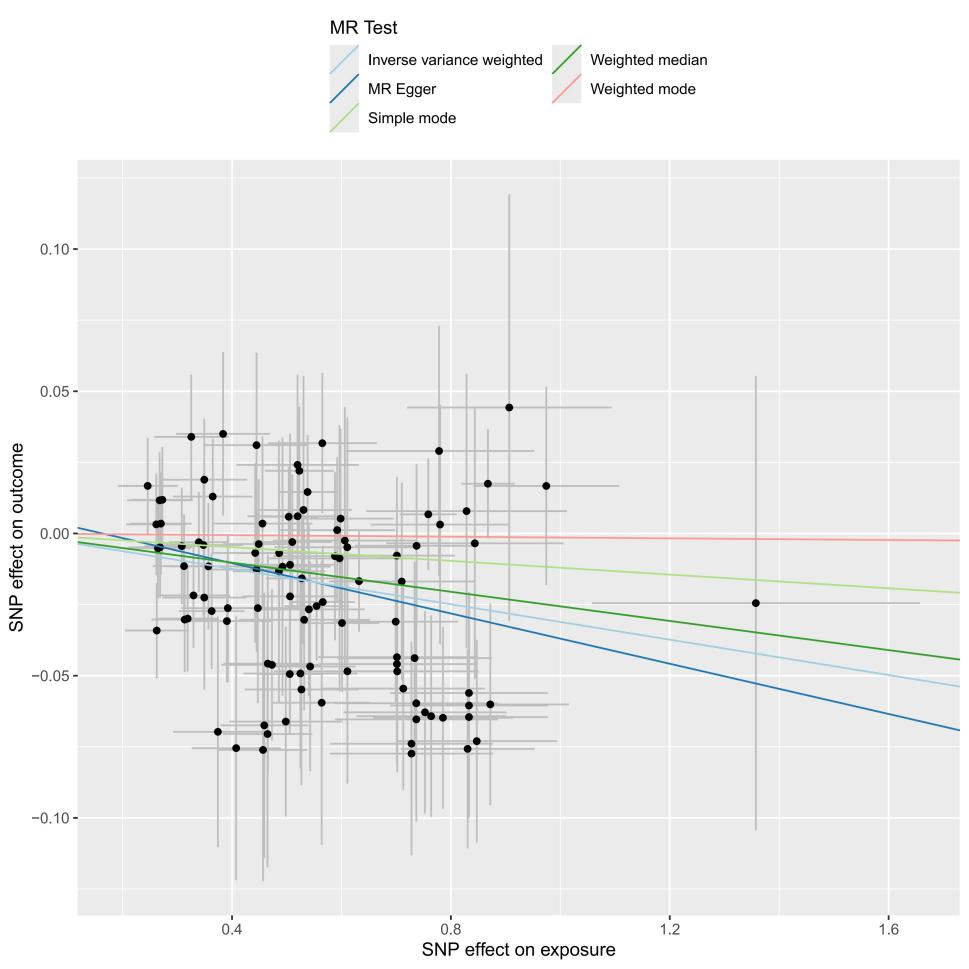 MR Test
Inverse variance weighted
MR Egger
Simple mode
Weighted median
Weighted mode
SNP effect on outcome
0.10
0.05
0.00
−0.05
−0.10
0.4
0.8
1.2
1.6
SNP effect on exposure